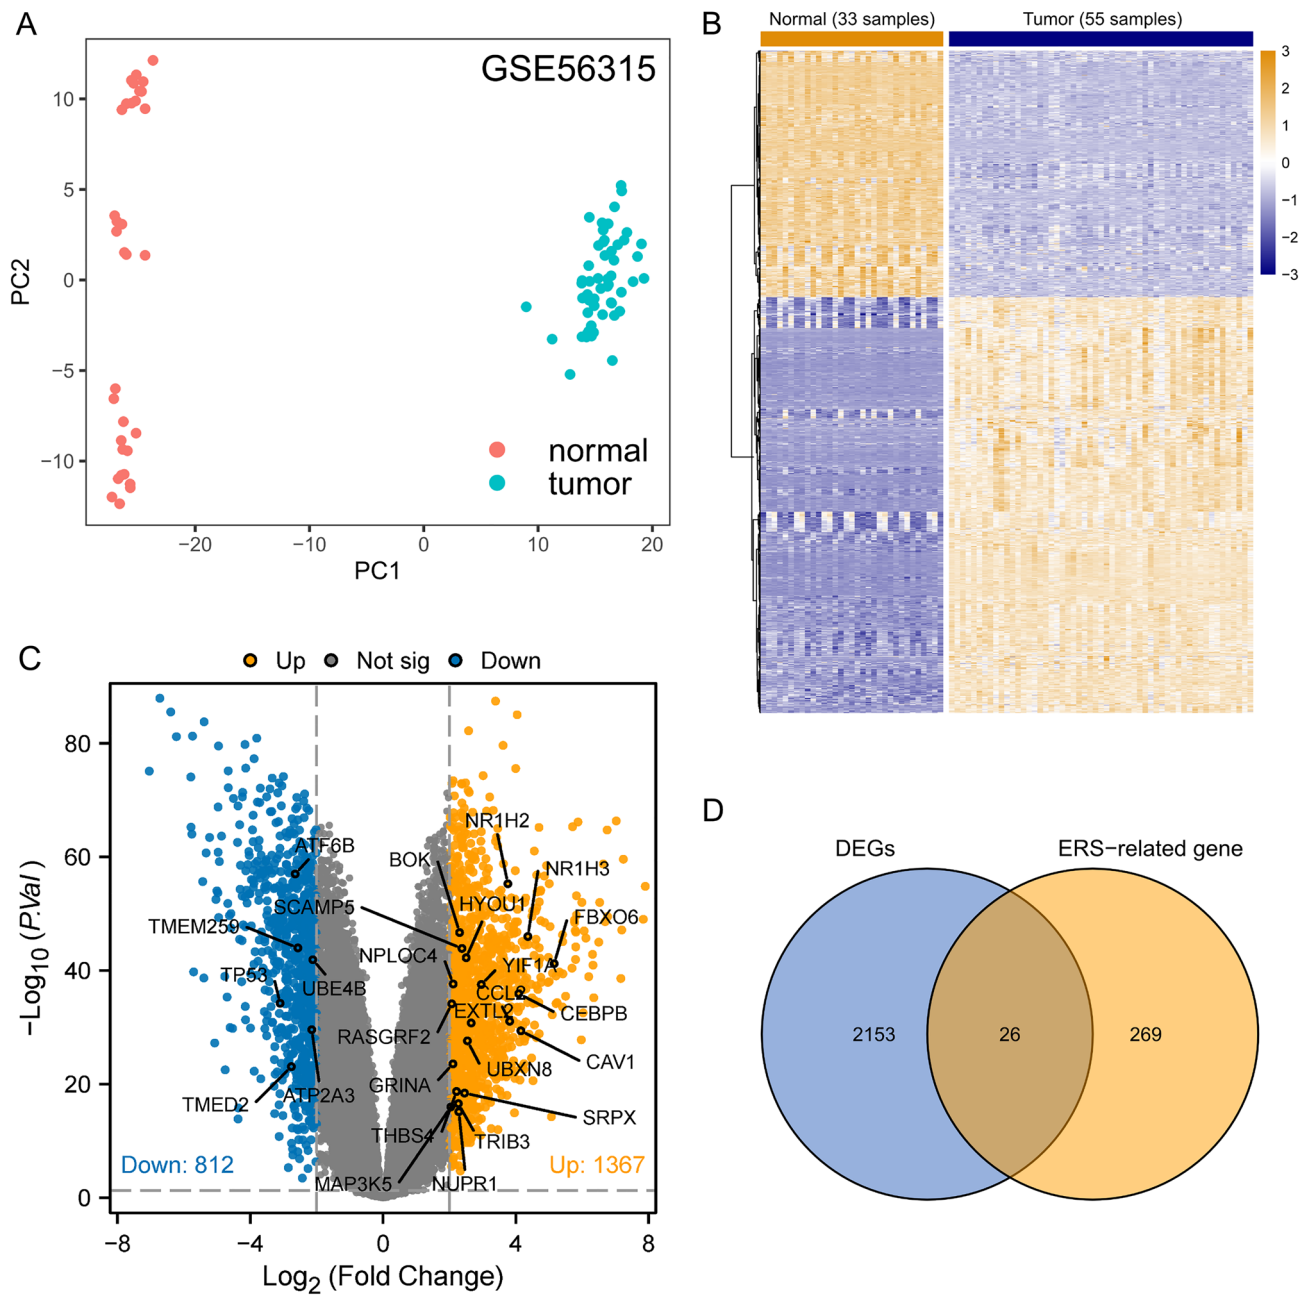 A
GSE56315
10
5
0
−5
−10
PC2
−20
−10
0
10
20
PC1
normal
tumor
B
Normal (33 samples)
Tumor (55 samples)
3
2
1
0
−1
−2
−3
C
Up
Not sig
Down
80
60
40
20
0
−Log10 (P.Val )
−8
−4
0
4
8
Log2 (Fold Change)
NR1H2
ATF6B
BOK
NR1H3
SCAMP5
HYOU1
FBXO6
TMEM259
NPLOC4
YIF1A
TP53
UBE4B
CCL2
EXTL2
CEBPB
RASGRF2
CAV1
UBXN8
GRINA
ATP2A3
TMED2
SRPX
THBS4
TRIB3
Down: 812
Up: 1367
MAP3K5
NUPR1
D
DEGs
ERS−related gene
2153
26
269